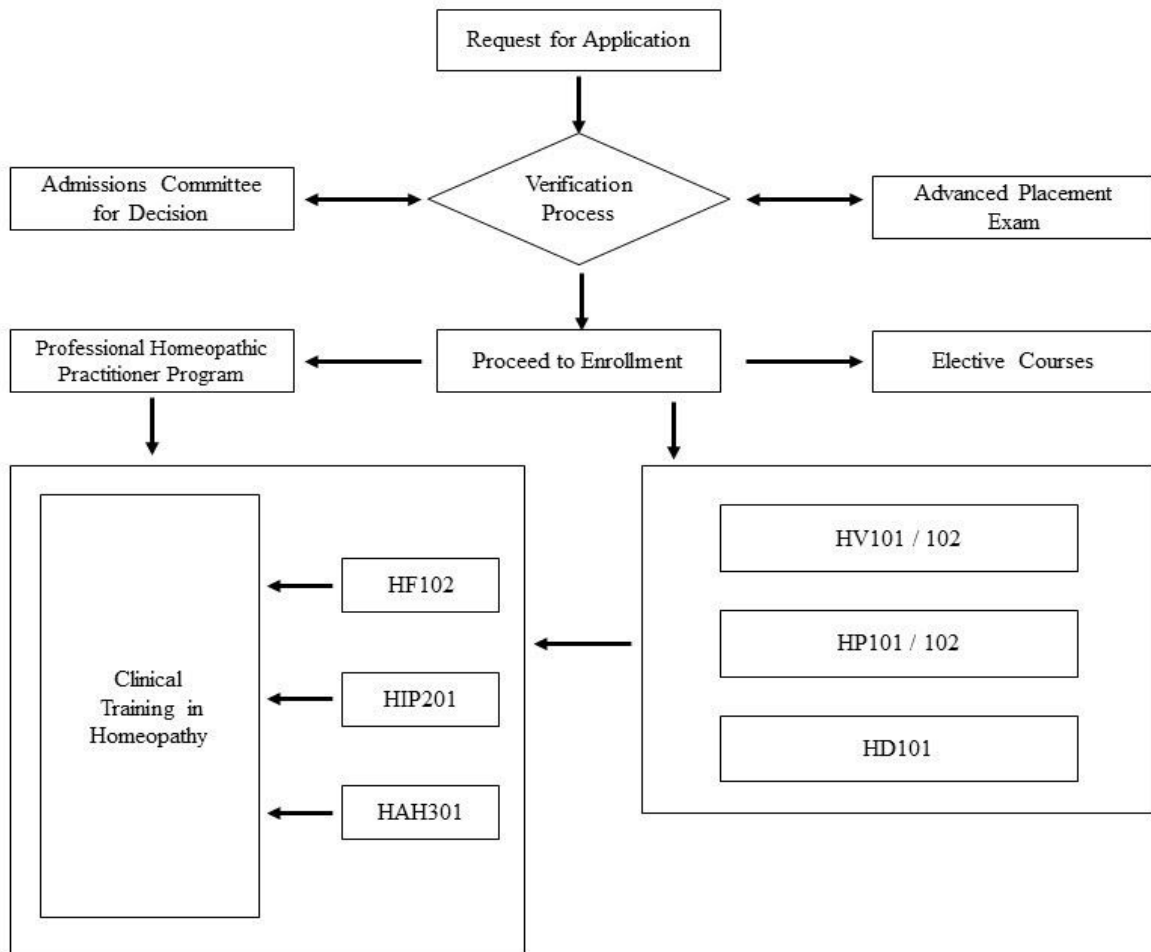 Request for Application
Verification
Process
Admissions Committee
for Decision
Advanced Placement
Exam
Professional Homeopathic
Practitioner Program
Proceed to Enrollment
Elective Courses
Clinical
Training in
Homeopathy
HF102
HIP201
HAH301
HV101 / 102
HP101 / 102
HD101